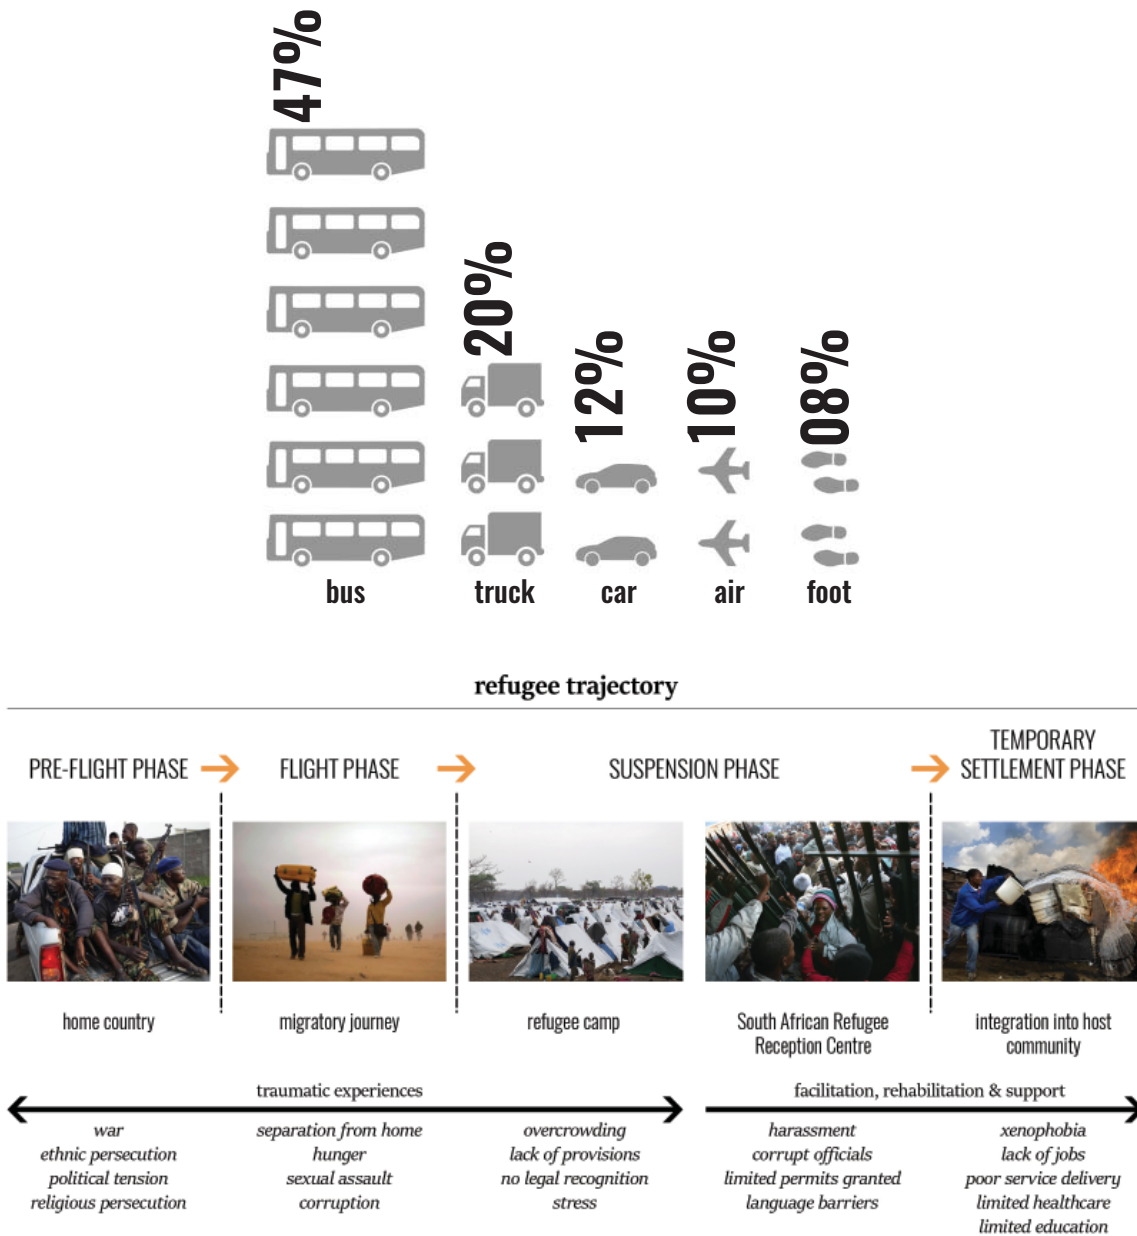 47%
20%
12%
10%
08%
bus
truck
car
air
foot
refugee trajectory
PRE-FLIGHT PHASE
FLIGHT PHASE
SUSPENSION PHASE
TEMPORARY
SETTLEMENT PHASE
home country
migratory journey
refugee camp
South African Refugee
Reception Centre
integration into host
community
traumatic experiences
facilitation, rehabilitation & support
war
ethnic persecution
political tension
religious persecution
separation from home
hunger
sexual assault
corruption
overcrowding
lack of provisions
no legal recognition
stress
harassment
corrupt officials
limited permits granted
language barriers
xenophobia
lack of jobs
poor service delivery
limited healthcare
limited education